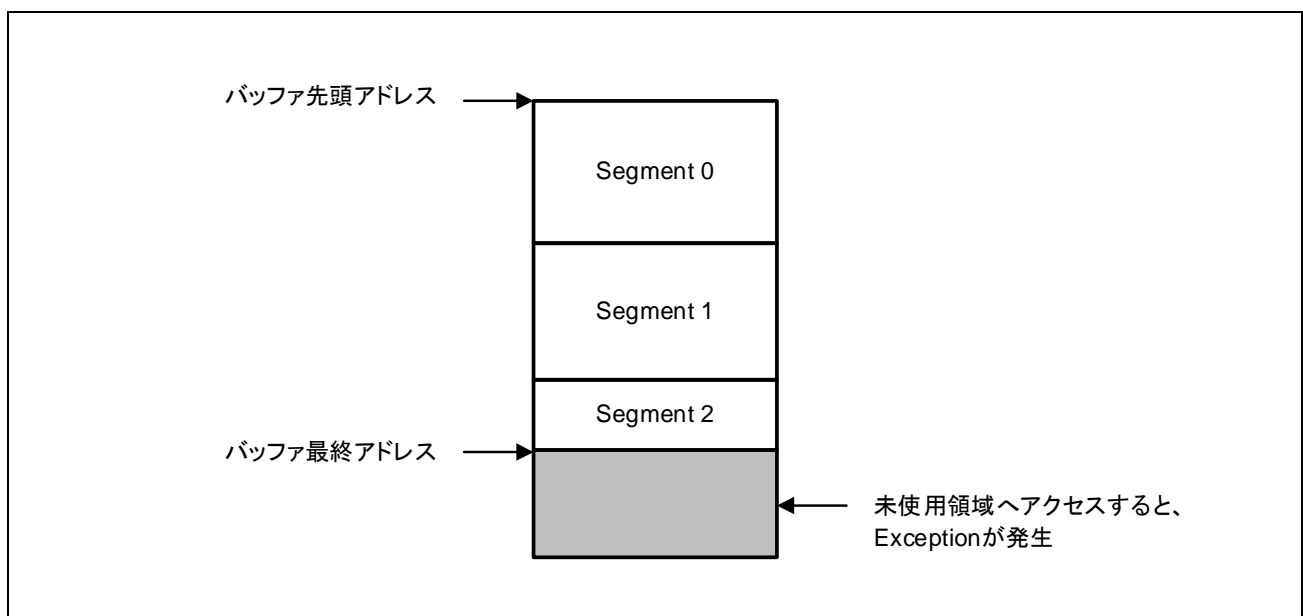 バッファ先頭アドレス
Segment 0
Segment 1
Segment 2
バッファ最終アドレス
未使用領域へアクセスすると、
Exceptionが発生